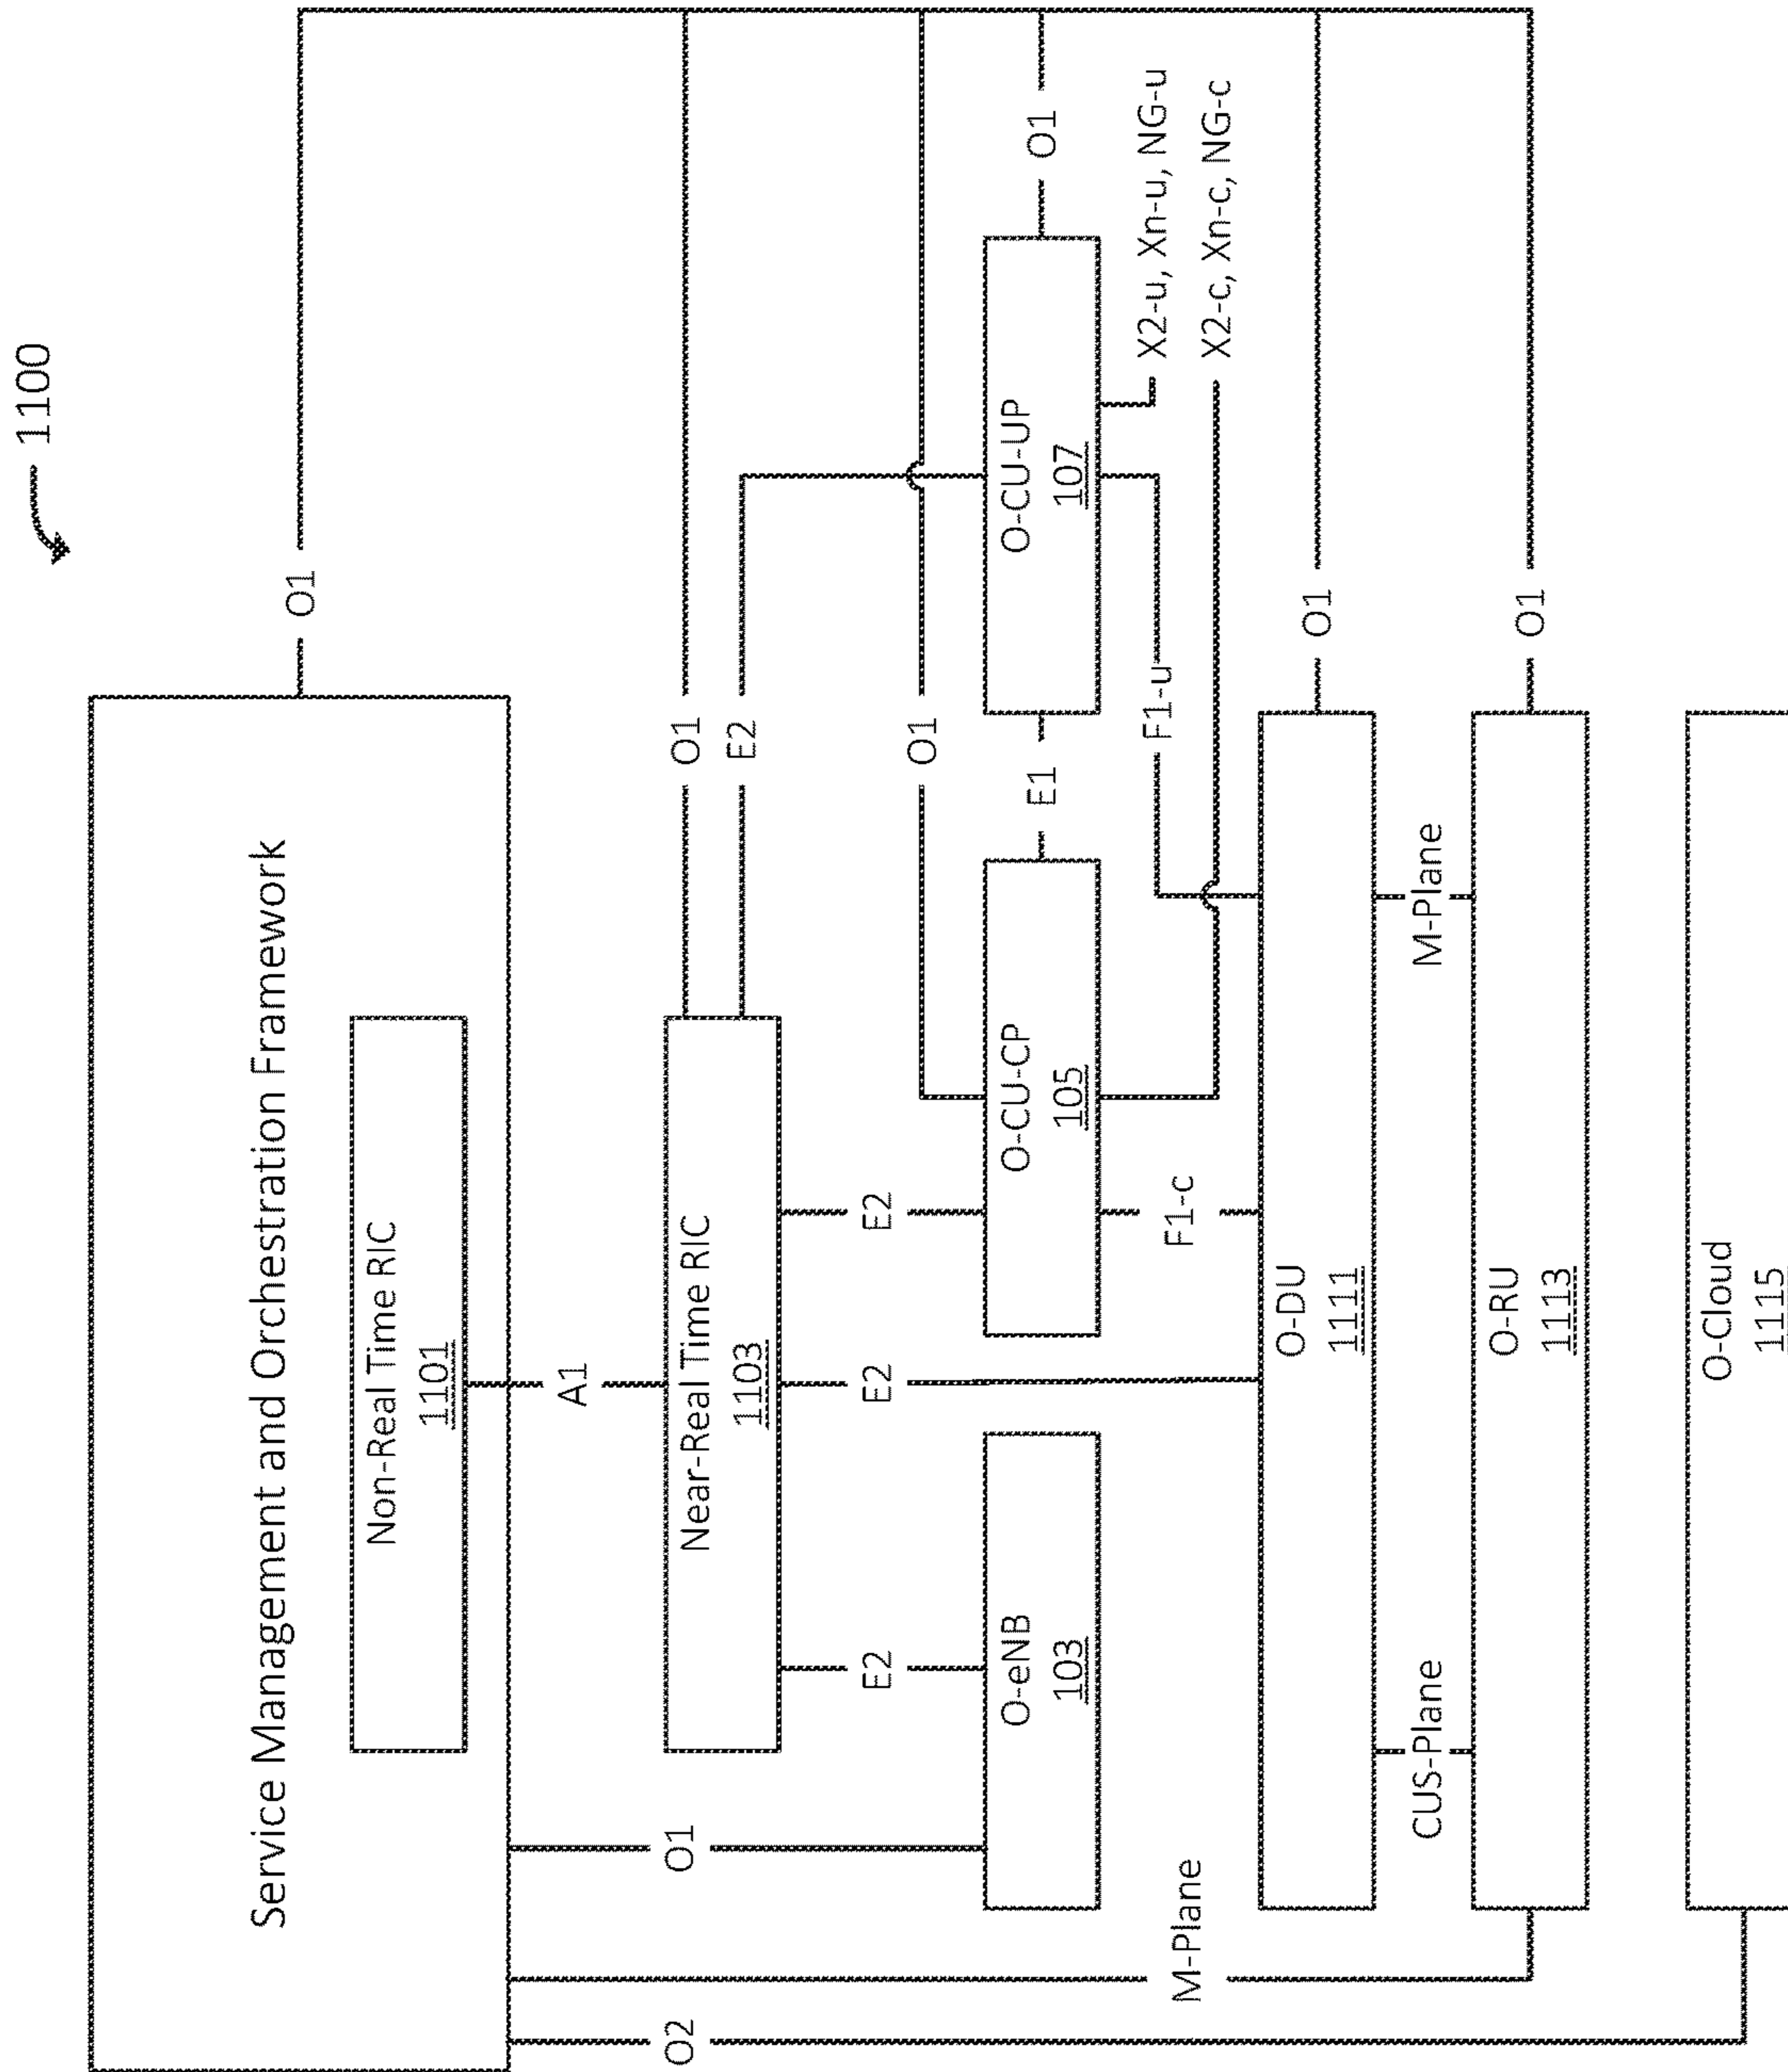 1100
Service Management and Orchestration Framework
Non-Real Time RIC
1101
O1
O2
M-Plane
O1
A1
Near-Real Time RIC
1103
O1
E2
E2
E2
E2
O1
O-eNB
103
O-CU-CP
105
E1
O-CU-UP
107
O1
F1-c
F1-u
X2-u, Xn-u, NG-u
X2-c, Xn-c, NG-c
O-DU
1111
O1
CUS-Plane
M-Plane
O-RU
1113
O1
O-Cloud
1115